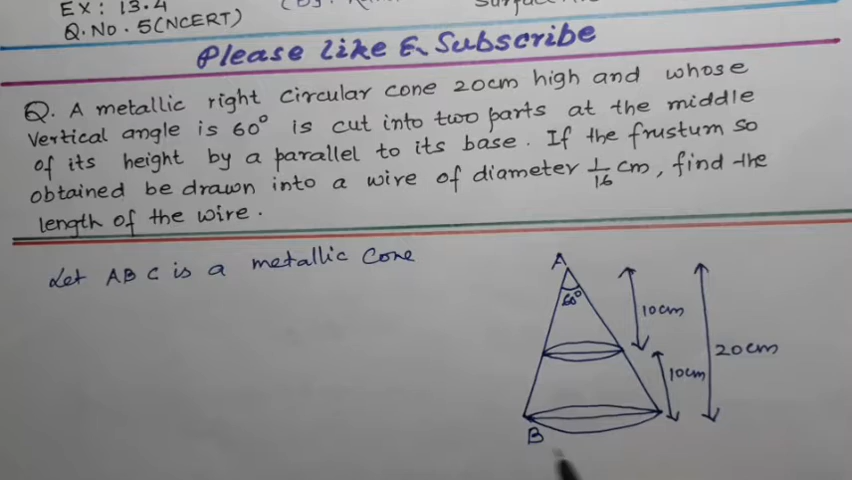 EX: 13.4
Q.No. 5(NCERT)
Please like & Subscribe
Q. A metallic right circular cone 20cm high and whose
vertical angle is 60° is cut into two parts at the middle
of its height by a parallel to its base. If the frustum so
obtained be drawn into a wire of diameter 1/16 cm, find the
length of the wire.
Let ABC is a metallic cone
A
60°
10cm
20cm
10cm
B